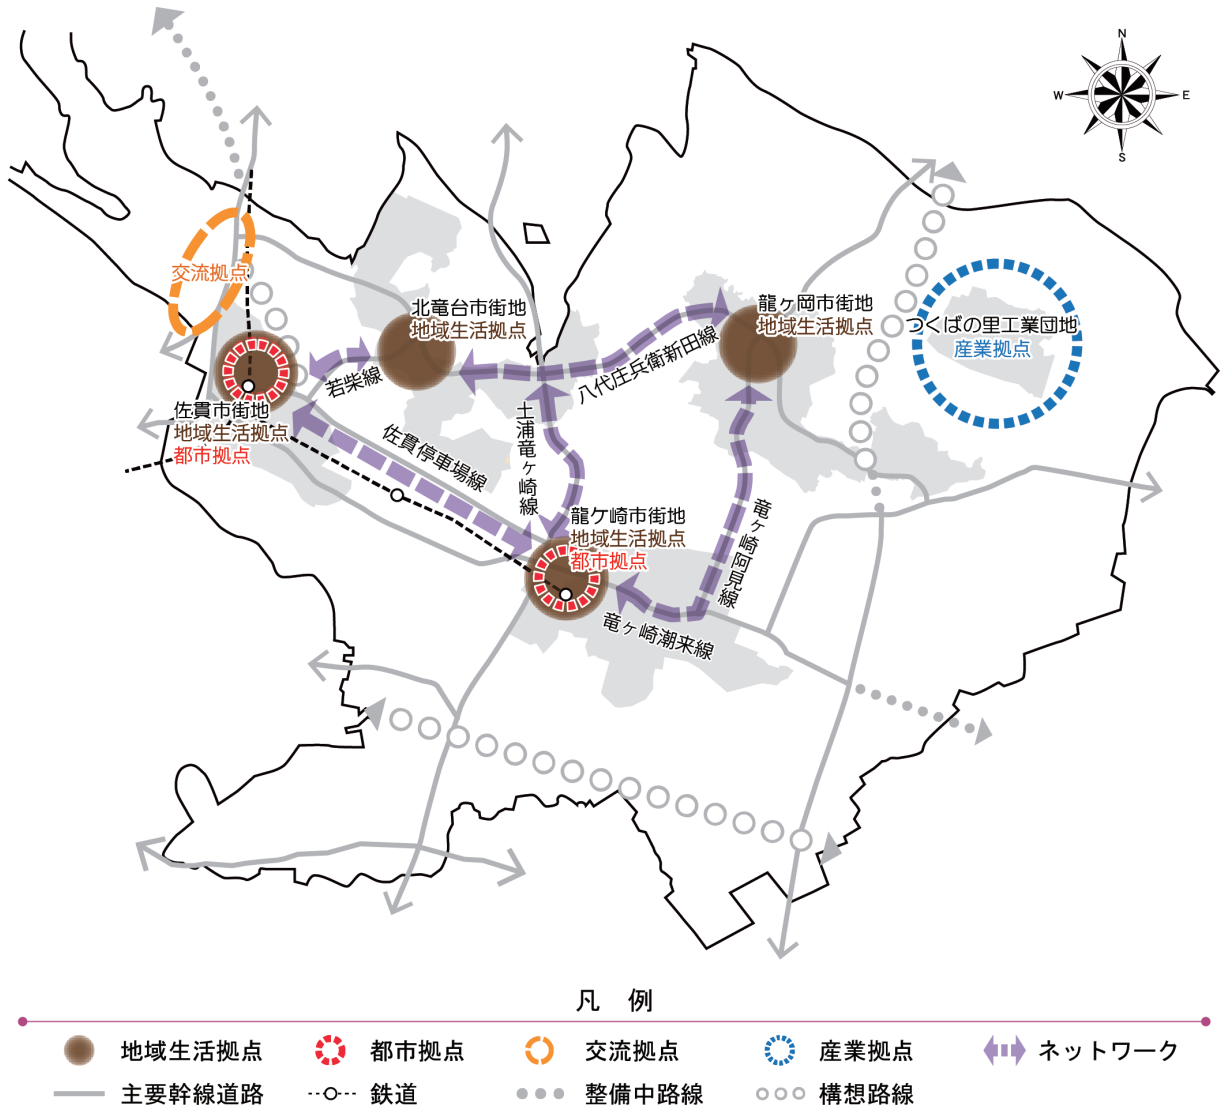 N
W
E
S
交流拠点
北竜台市街地
地域生活拠点
龍ヶ岡市街地
地域生活拠点
つくばの里工業団地
産業拠点
若柴線
八代庄兵衛新田線
佐貫市街地
地域生活拠点
都市拠点
佐貫停車場線
土浦竜ヶ崎線
龍ケ崎市街地
地域生活拠点
都市拠点
竜ヶ崎阿見線
竜ヶ崎潮来線
凡 例
地域生活拠点
都市拠点
交流拠点
産業拠点
ネットワーク
主要幹線道路
鉄道
整備中路線
構想路線